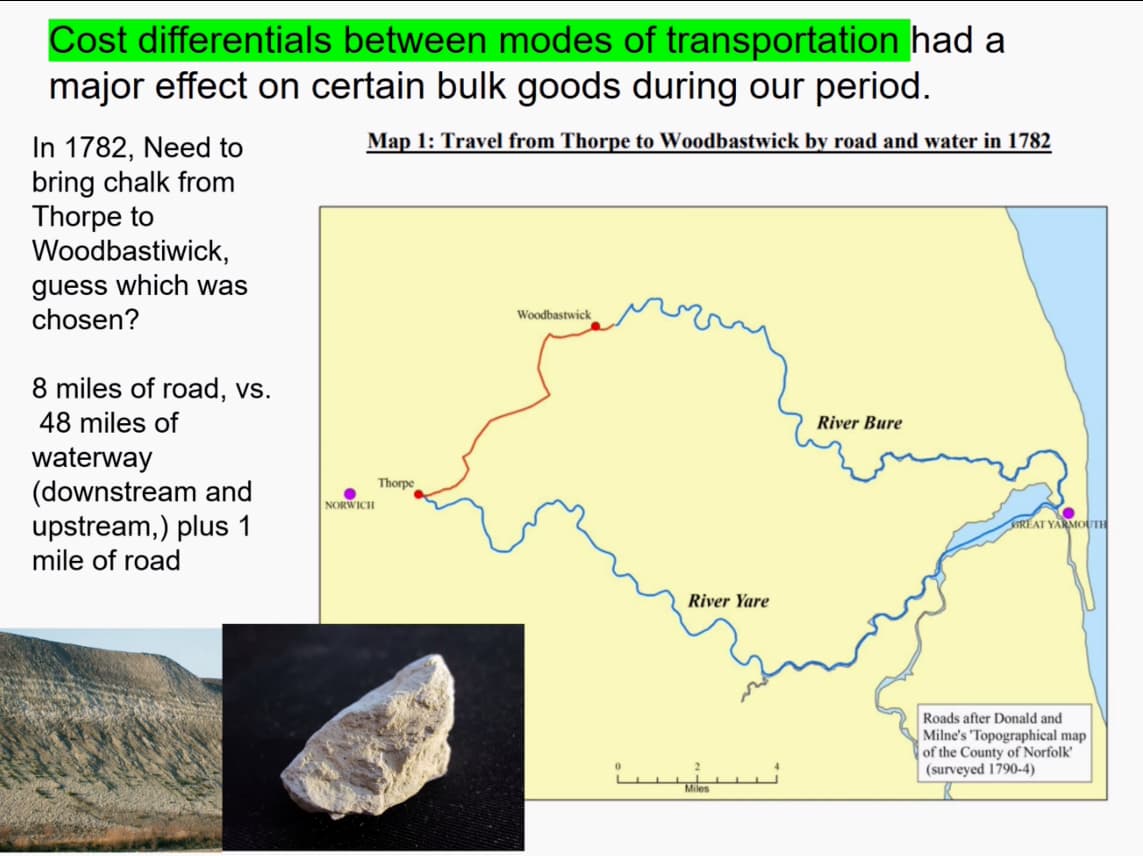 Cost differentials between modes of transportation had a
major effect on certain bulk goods during our period.
In 1782, Need to
bring chalk from
Thorpe to
Woodbastiwick,
guess which was
chosen?
8 miles of road, vs.
48 miles of
waterway
(downstream and
upstream,) plus 1
mile of road
Map 1: Travel from Thorpe to Woodbastwick by road and water in 1782
Woodbastwick
River Bure
Thorpe
NORWICH
GREAT YARMOUTH
River Yare
Roads after Donald and
Milne's 'Topographical map
of the County of Norfolk'
(surveyed 1790-4)
0 2 4
Miles